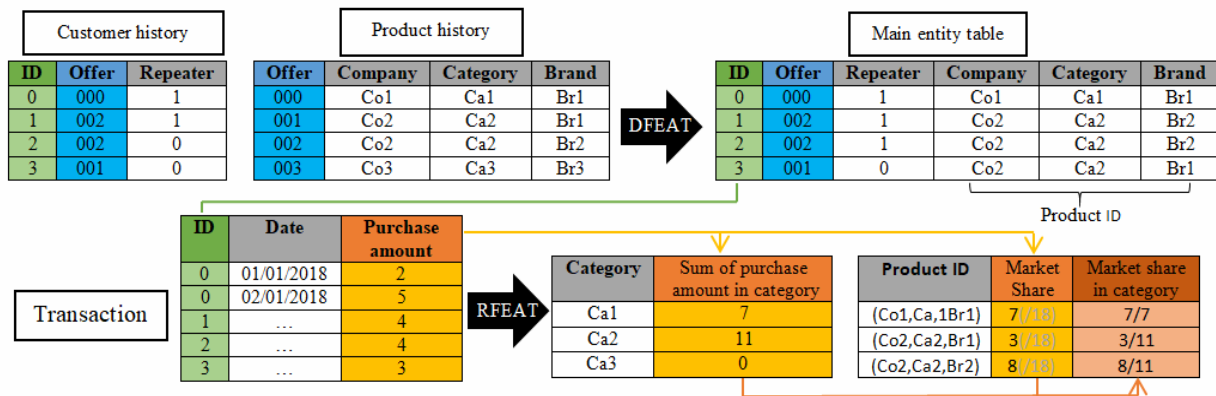 Customer history
Product history
Main entity table
ID Offer Repeater
0 000 1
1 002 1
2 002 0
3 001 0
Offer Company Category Brand
000 Co1 Ca1 Br1
001 Co2 Ca2 Br1
002 Co2 Ca2 Br2
003 Co3 Ca3 Br3
DFEAT
ID Offer Repeater Company Category Brand
0 000 1 Co1 Ca1 Br1
1 002 1 Co2 Ca2 Br2
2 002 1 Co2 Ca2 Br2
3 001 0 Co2 Ca2 Br1
Product ID
Transaction
ID Date Purchase
amount
0 01/01/2018 2
0 02/01/2018 5
1 ... 4
2 ... 4
3 ... 3
RFEAT
Category Sum of purchase
amount in category
Ca1 7
Ca2 11
Ca3 0
Product ID Market Market share
Share in category
(Co1,Ca,1Br1) 7(/18) 7/7
(Co2,Ca2,Br1) 3(/18) 3/11
(Co2,Ca2,Br2) 8(/18) 8/11